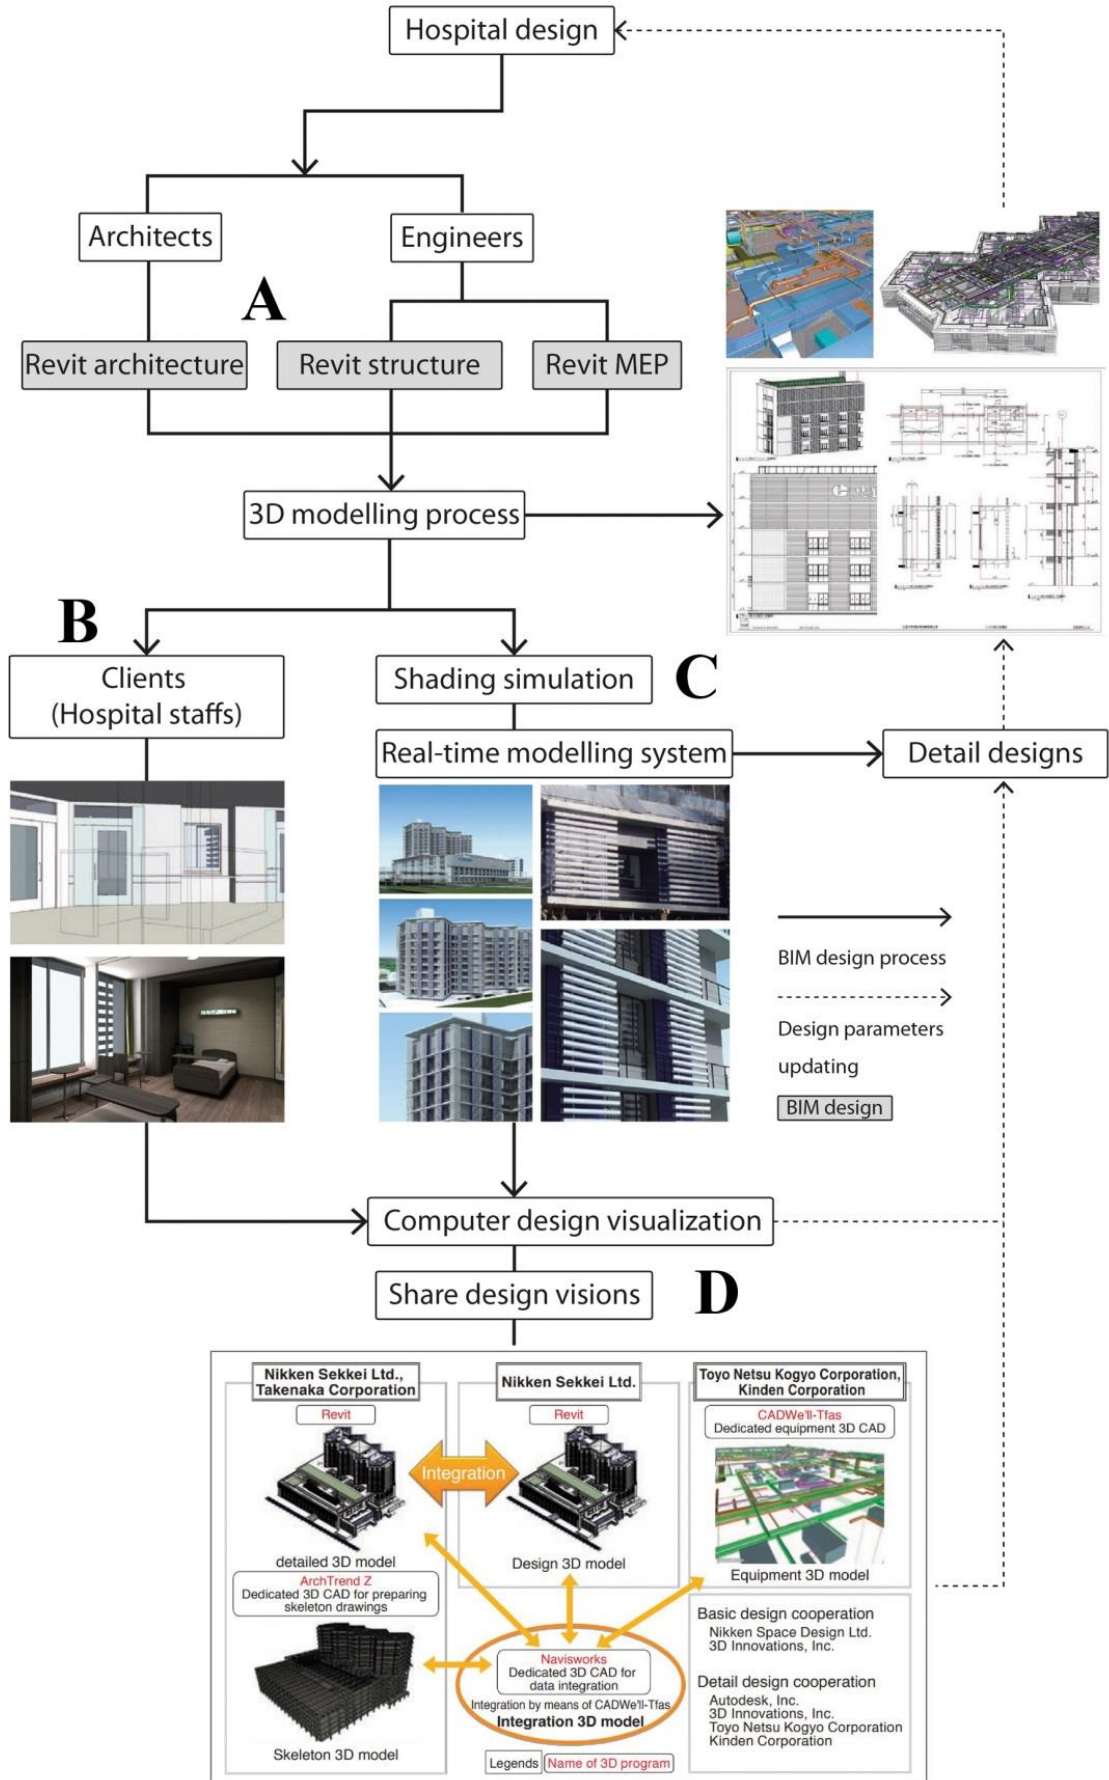 Hospital design
Architects
Engineers
A
Revit architecture
Revit structure
Revit MEP
3D modelling process
B
Clients
(Hospital staffs)
Shading simulation
C
Real-time modelling system
Detail designs
BIM design process
Design parameters
updating
BIM design
Computer design visualization
Share design visions
D
Nikken Sekkei Ltd.,
Takenaka Corporation
Revit
detailed 3D model
ArchTrend Z
Dedicated 3D CAD for preparing
skeleton drawings
Skeleton 3D model
Integration
Nikken Sekkei Ltd.
Revit
Design 3D model
Navisworks
Dedicated 3D CAD for
data integration
Integration by means of CADWe'll-Tfas
Integration 3D model
Legends
Name of 3D program
Toyo Netsu Kogyo Corporation,
Kinden Corporation
CADWe'll-Tfas
Dedicated equipment 3D CAD
Equipment 3D model
Basic design cooperation
Nikken Space Design Ltd.
3D Innovations, Inc.
Detail design cooperation
Autodesk, Inc.
3D Innovations, Inc.
Toyo Netsu Kogyo Corporation
Kinden Corporation